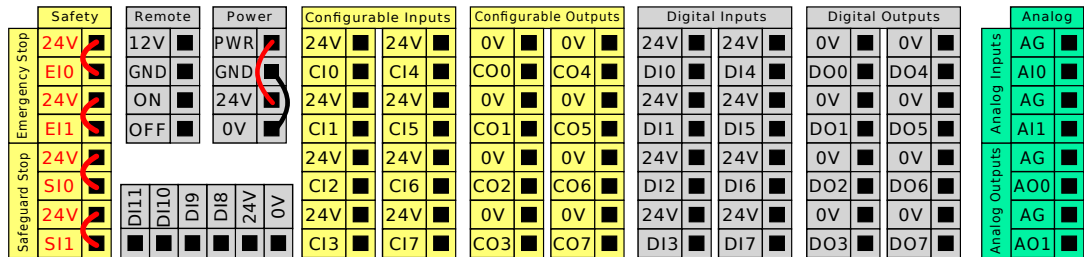 Safety
Emergency Stop
24V
EI0
24V
EI1
Safeguard Stop
24V
SI0
24V
SI1
Remote
12V
GND
ON
OFF
Power
PWR
GND
24V
0V
DI11
DI10
DI9
DI8
24V
0V
Configurable Inputs
24V 24V
CI0 CI4
24V 24V
CI1 CI5
24V 24V
CI2 CI6
24V 24V
CI3 CI7
Configurable Outputs
0V 0V
CO0 CO4
0V 0V
CO1 CO5
0V 0V
CO2 CO6
0V 0V
CO3 CO7
Digital Inputs
24V 24V
DI0 DI4
24V 24V
DI1 DI5
24V 24V
DI2 DI6
24V 24V
DI3 DI7
Digital Outputs
0V 0V
DO0 DO4
0V 0V
DO1 DO5
0V 0V
DO2 DO6
0V 0V
DO3 DO7
Analog
Analog Inputs
AG
AI0
AG
AI1
Analog Outputs
AG
AO0
AG
AO1